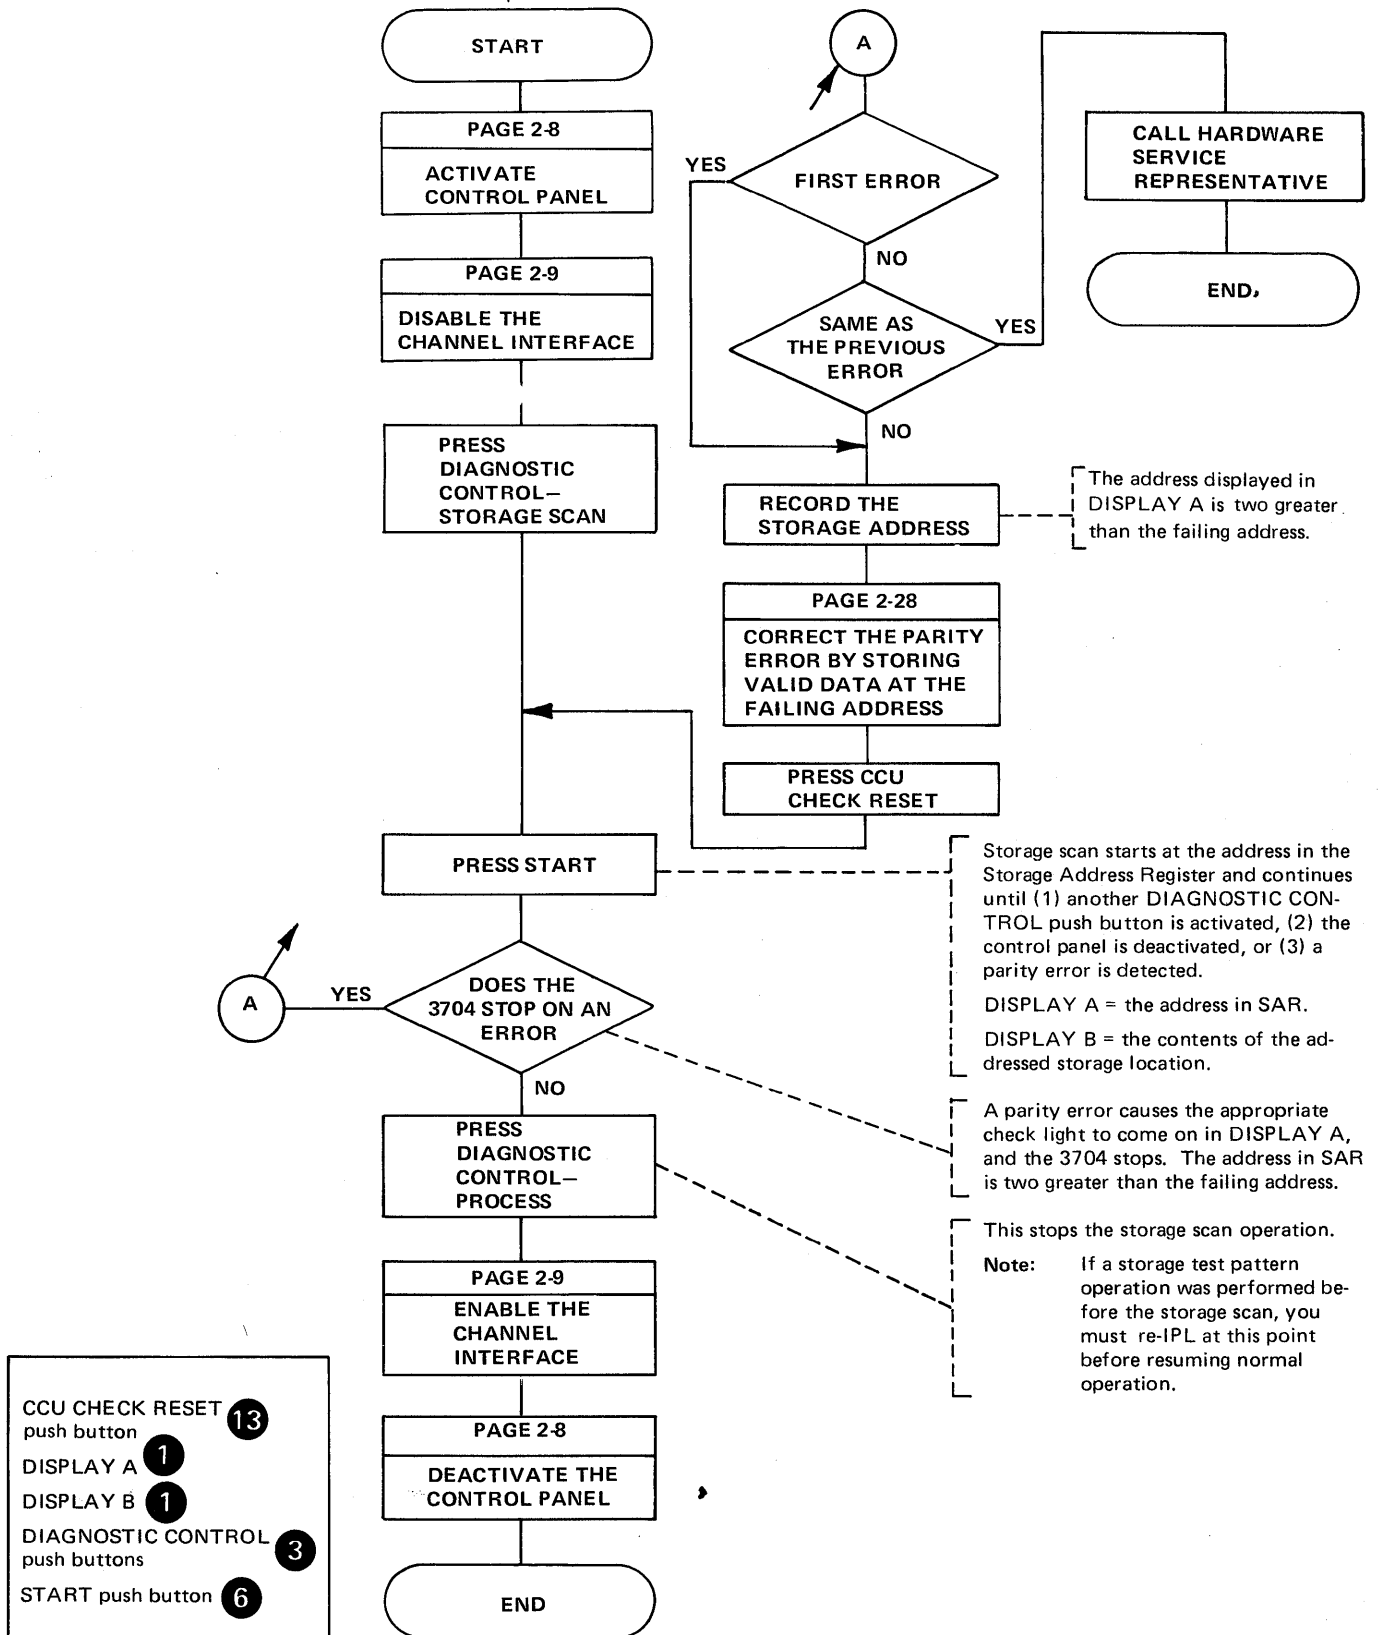 START
PAGE 2-8
ACTIVATE
CONTROL PANEL
PAGE 2-9
DISABLE THE
CHANNEL INTERFACE
PRESS
DIAGNOSTIC
CONTROL—
STORAGE SCAN
A
FIRST ERROR
YES
NO
SAME AS
THE PREVIOUS
ERROR
YES
NO
CALL HARDWARE
SERVICE
REPRESENTATIVE
END
RECORD THE
STORAGE ADDRESS
The address displayed in
DISPLAY A is two greater
than the failing address.
PAGE 2-28
CORRECT THE PARITY
ERROR BY STORING
VALID DATA AT THE
FAILING ADDRESS
PRESS CCU
CHECK RESET
PRESS START
Storage scan starts at the address in the
Storage Address Register and continues
until (1) another DIAGNOSTIC CON-
TROL push button is activated, (2) the
control panel is deactivated, or (3) a
parity error is detected.
DISPLAY A = the address in SAR.
DISPLAY B = the contents of the ad-
dressed storage location.
A
YES
DOES THE
3704 STOP ON AN
ERROR
NO
A parity error causes the appropriate
check light to come on in DISPLAY A,
and the 3704 stops. The address in SAR
is two greater than the failing address.
PRESS
DIAGNOSTIC
CONTROL—
PROCESS
This stops the storage scan operation.
Note: If a storage test pattern
operation was performed be-
fore the storage scan, you
must re-IPL at this point
before resuming normal
operation.
PAGE 2-9
ENABLE THE
CHANNEL
INTERFACE
PAGE 2-8
DEACTIVATE THE
CONTROL PANEL
END
CCU CHECK RESET 13
push button
DISPLAY A 1
DISPLAY B 1
DIAGNOSTIC CONTROL 3
push buttons
START push button 6